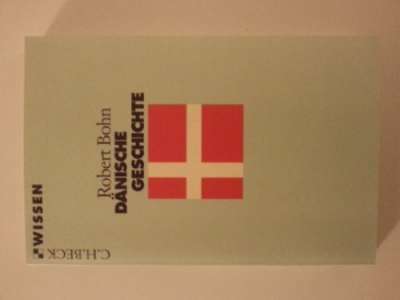 Robert Bohn
DÄNISCHE
GESCHICHTE
WISSEN
C.H.BECK